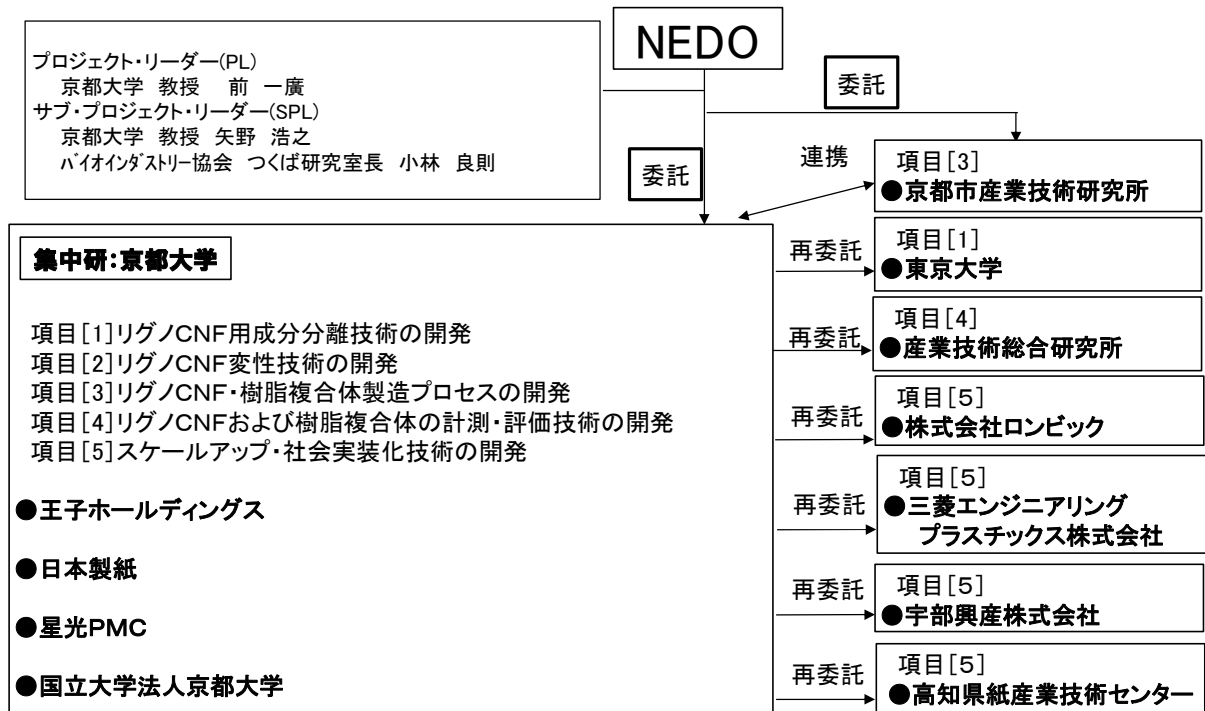 NEDO
プロジェクト・リーダー(PL)
京都大学 教授 前 一廣
サブ・プロジェクト・リーダー(SPL)
京都大学 教授 矢野 浩之
バイオインダストリー協会 つくば研究室長 小林 良則
委託
委託
連携
項目[3]
●京都市産業技術研究所
集中研:京都大学
項目[1]リグノCNF用成分分離技術の開発
項目[2]リグノCNF変性技術の開発
項目[3]リグノCNF・樹脂複合体製造プロセスの開発
項目[4]リグノCNFおよび樹脂複合体の計測・評価技術の開発
項目[5]スケールアップ・社会実装化技術の開発
●王子ホールディングス
●日本製紙
●星光PMC
●国立大学法人京都大学
再委託
項目[1]
●東京大学
再委託
項目[4]
●産業技術総合研究所
再委託
項目[5]
●株式会社ロンビック
再委託
項目[5]
●三菱エンジニアリング
プラスチックス株式会社
再委託
項目[5]
●宇部興産株式会社
再委託
項目[5]
●高知県紙産業技術センター